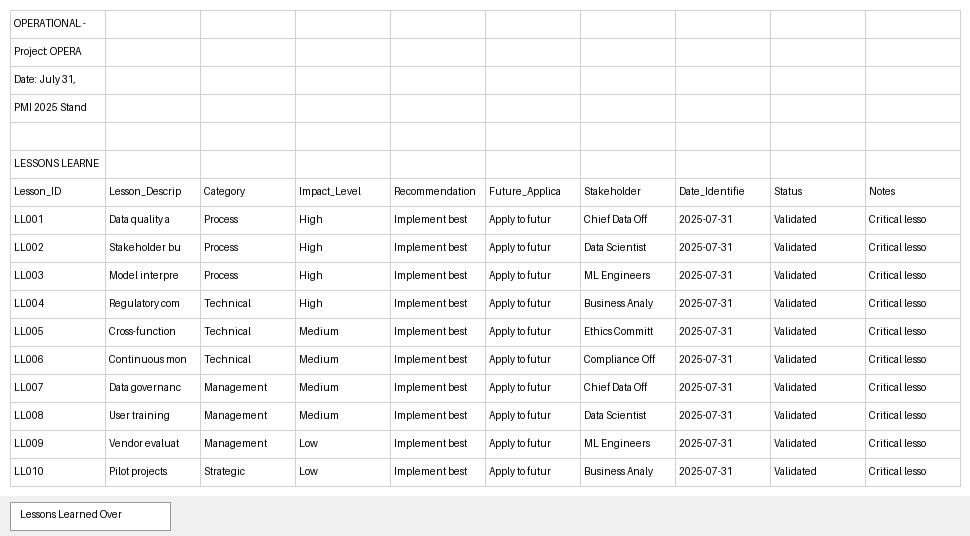 OPERATIONAL -
Project: OPERA
Date: July 31,
PMI 2025 Stand
LESSONS LEARNE
Lesson_ID Lesson_Descrip Category Impact_Level Recommendation Future_Applica Stakeholder Date_Identifie Status Notes
LL001 Data quality a Process High Implement best Apply to futur Chief Data Off 2025-07-31 Validated Critical lesso
LL002 Stakeholder bu Process High Implement best Apply to futur Data Scientist 2025-07-31 Validated Critical lesso
LL003 Model interpre Process High Implement best Apply to futur ML Engineers 2025-07-31 Validated Critical lesso
LL004 Regulatory com Technical High Implement best Apply to futur Business Analy 2025-07-31 Validated Critical lesso
LL005 Cross-function Technical Medium Implement best Apply to futur Ethics Committ 2025-07-31 Validated Critical lesso
LL006 Continuous mon Technical Medium Implement best Apply to futur Compliance Off 2025-07-31 Validated Critical lesso
LL007 Data governanc Management Medium Implement best Apply to futur Chief Data Off 2025-07-31 Validated Critical lesso
LL008 User training Management Medium Implement best Apply to futur Data Scientist 2025-07-31 Validated Critical lesso
LL009 Vendor evaluat Management Low Implement best Apply to futur ML Engineers 2025-07-31 Validated Critical lesso
LL010 Pilot projects Strategic Low Implement best Apply to futur Business Analy 2025-07-31 Validated Critical lesso
Lessons Learned Over